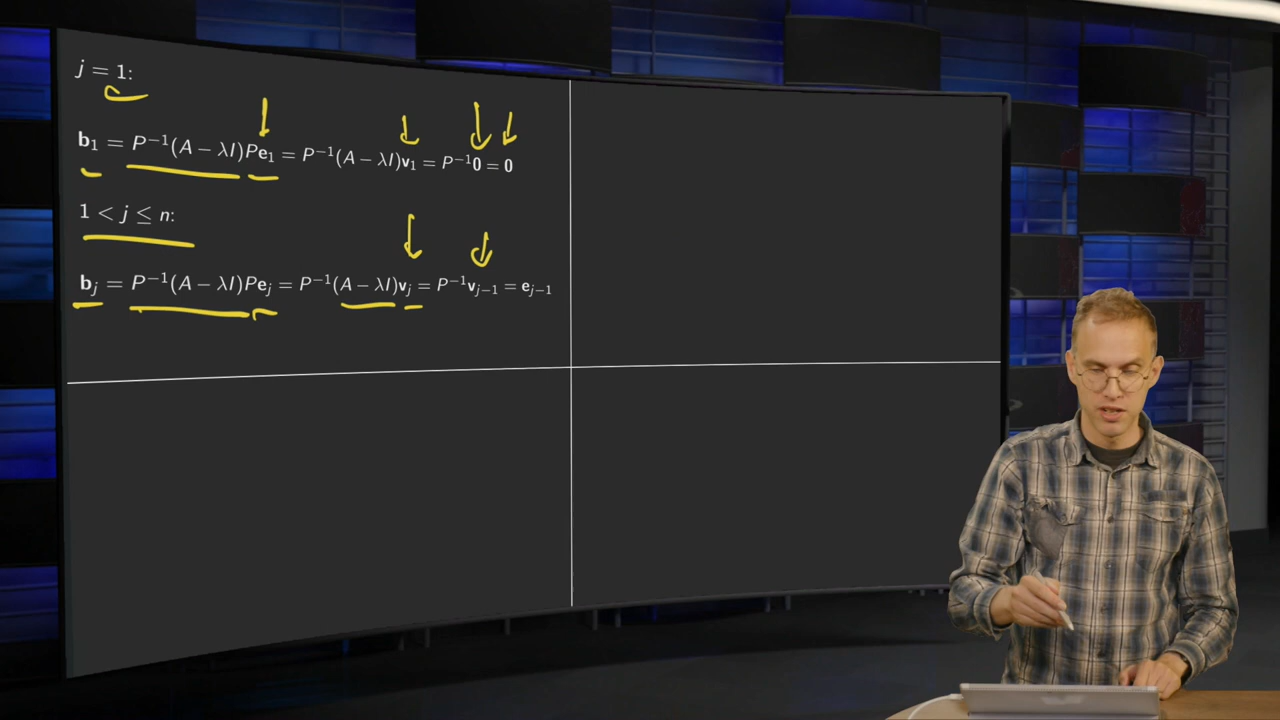 j = 1:
b₁ = P⁻¹(A − λI)Pe₁ = P⁻¹(A − λI)v₁ = P⁻¹0 = 0
1 < j ≤ n:
bⱼ = P⁻¹(A − λI)Peⱼ = P⁻¹(A − λI)vⱼ = P⁻¹vⱼ₋₁ = eⱼ₋₁